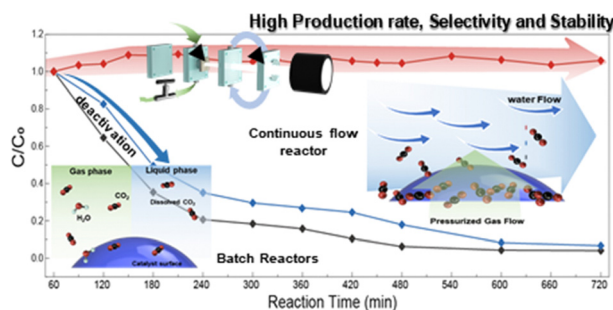 High Production rate, Selectivity and Stability
1.2
1.0
0.8
0.6
0.4
0.2
0.0
C/C₀
deactivation
Continuous flow
reactor
water Flow
Pressurized Gas Flow
Gas phase
Liquid phase
CO₂
Dissolved CO₂
H₂O
Catalyst surface
Batch Reactors
60 120 180 240 300 360 420 480 540 600 660 720
Reaction Time (min)